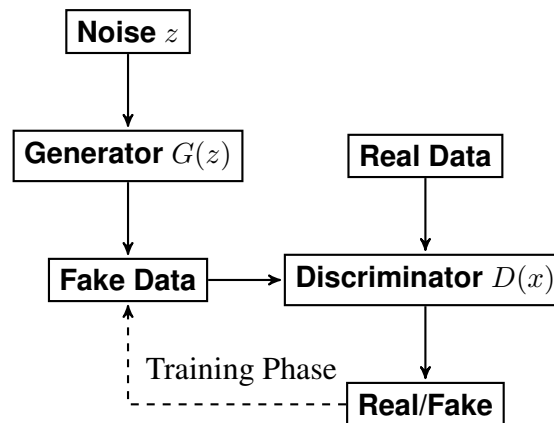 Noise z
Generator G(z)
Real Data
Fake Data
Discriminator D(x)
Training Phase
Real/Fake